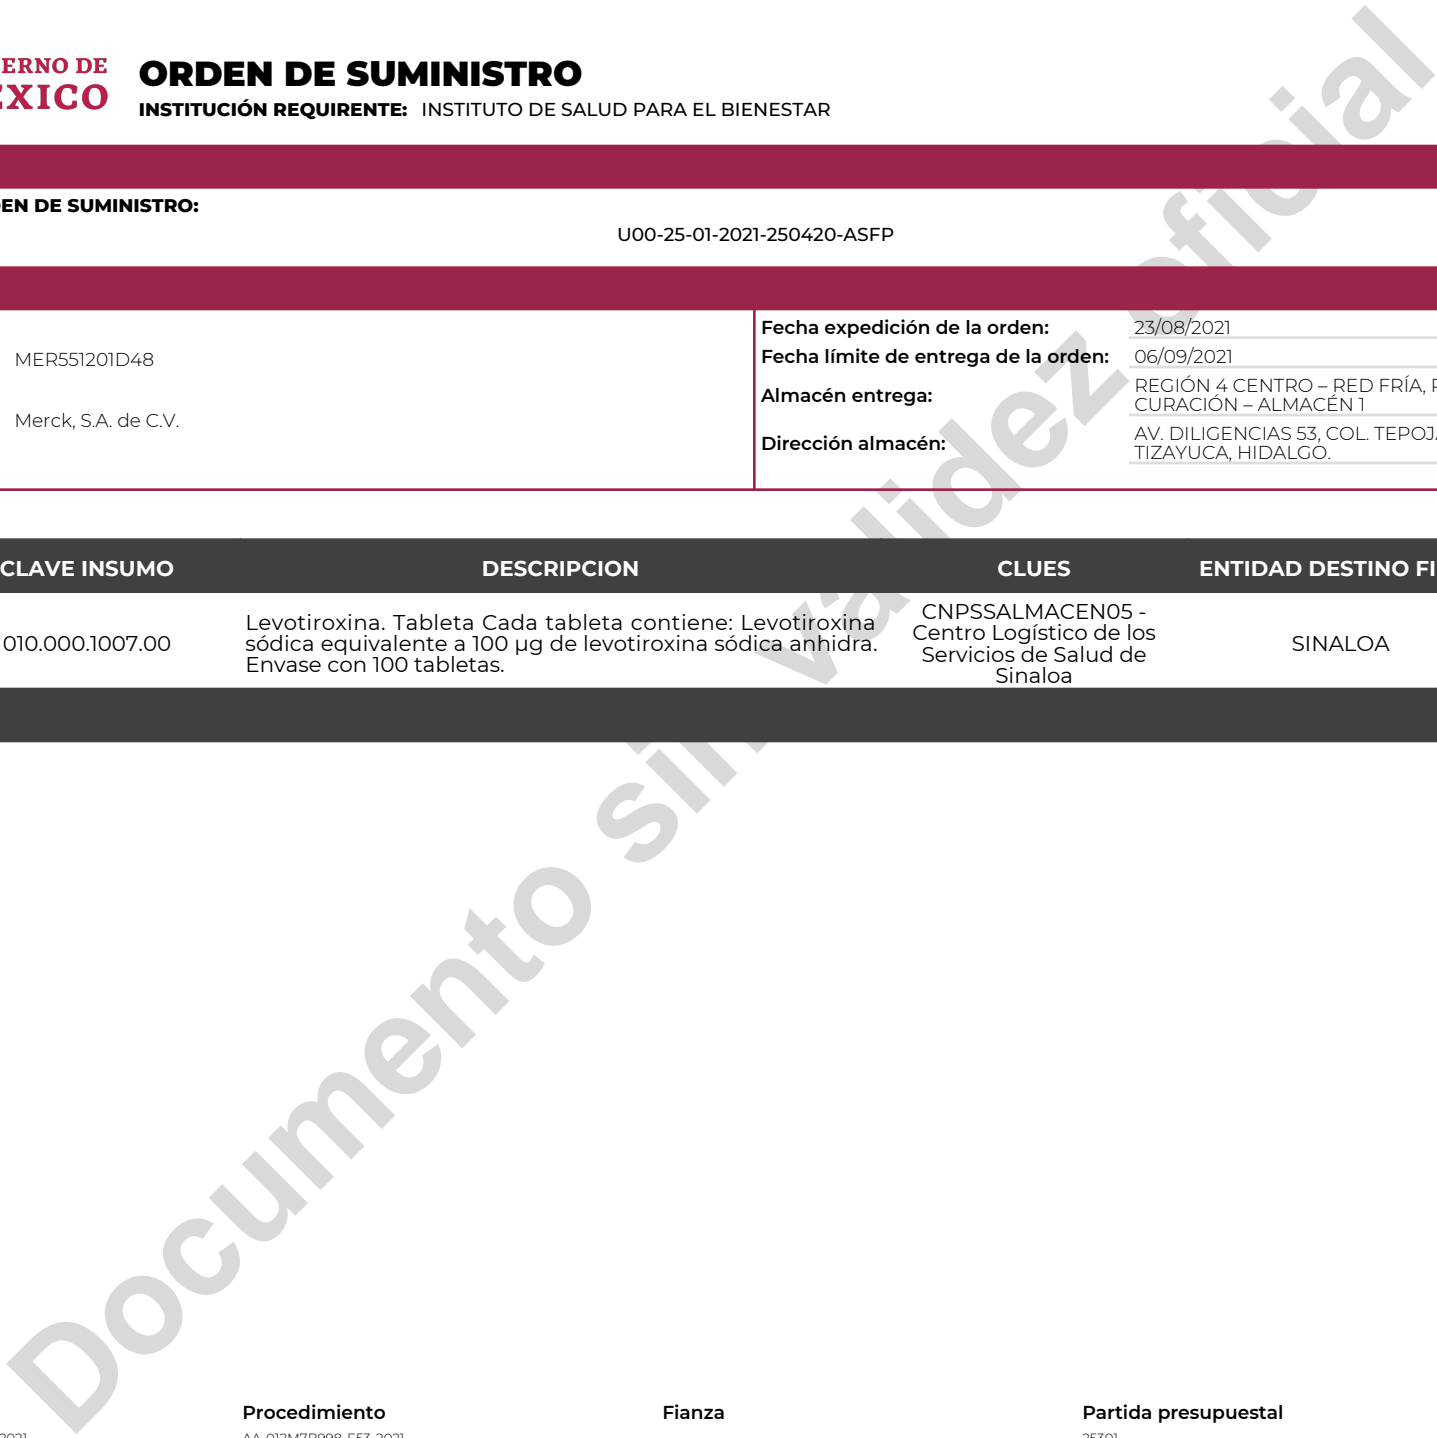 ERNO DE
EXICO
ORDEN DE SUMINISTRO
INSTITUCIÓN REQUIRENTE: INSTITUTO DE SALUD PARA EL BIENESTAR
EN DE SUMINISTRO:
U00-25-01-2021-250420-ASFP
MER551201D48
Merck, S.A. de C.V.
Fecha expedición de la orden: 23/08/2021
Fecha límite de entrega de la orden: 06/09/2021
Almacén entrega: REGIÓN 4 CENTRO – RED FRÍA,
CURACIÓN – ALMACÉN 1
Dirección almacén: AV. DILIGENCIAS 53, COL. TEPOJ
TIZAYUCA, HIDALGO.
CLAVE INSUMO DESCRIPCION CLUES ENTIDAD DESTINO FI
010.000.1007.00
Levotiroxina. Tableta Cada tableta contiene: Levotiroxina
sódica equivalente a 100 µg de levotiroxina sódica anhidra.
Envase con 100 tabletas.
CNPSSALMACEN05 -
Centro Logístico de los
Servicios de Salud de
Sinaloa
SINALOA
Documento sin validez oficial
Procedimiento Fianza Partida presupuestal